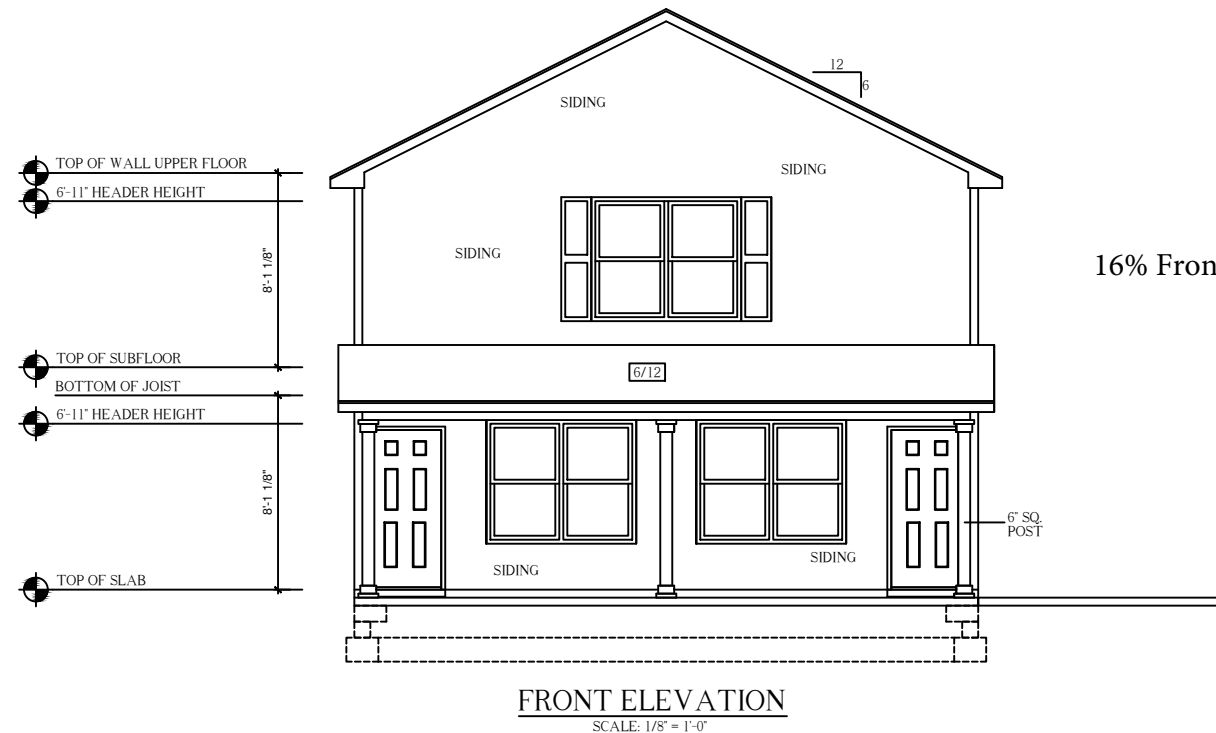 12
6
SIDING
TOP OF WALL UPPER FLOOR
SIDING
6'-11" HEADER HEIGHT
SIDING
8'-1 1/8"
16% Fron
TOP OF SUBFLOOR
6/12
BOTTOM OF JOIST
6'-11" HEADER HEIGHT
8'-1 1/8"
6" SQ.
POST
SIDING
SIDING
TOP OF SLAB
FRONT ELEVATION
SCALE: 1/8" = 1'-0"